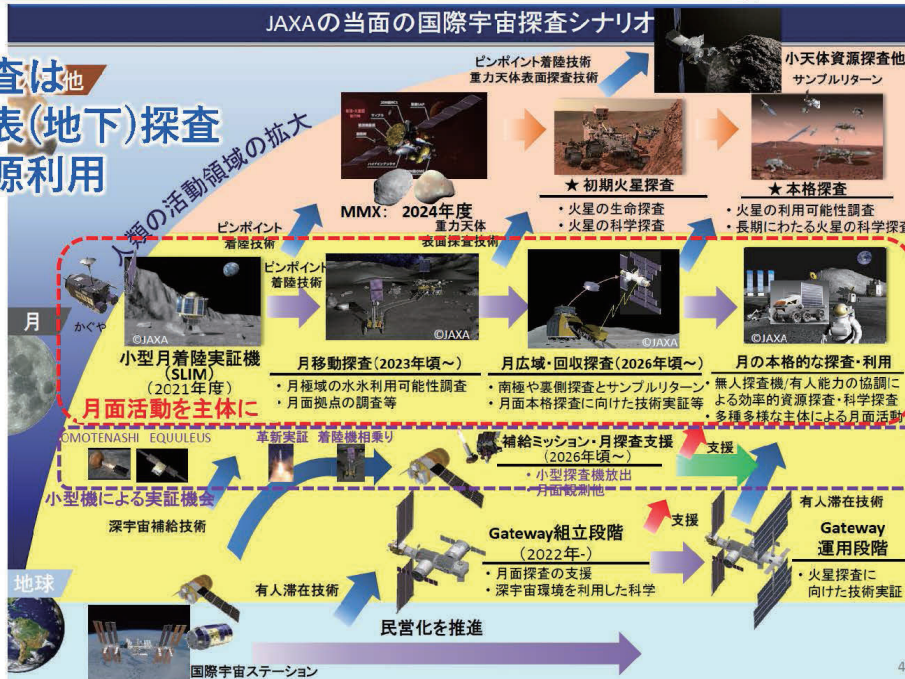 JAXAの当面の国際宇宙探査シナリオ
査は
表(地下)探査
源利用
他
人類の活動領域の拡大
ピンポイント着陸技術
重力天体表面探査技術
小天体資源探査他
サンプルリターン
MMX： 2024年度
★ 初期火星探査
・火星の生命探査
・火星の科学探査
★ 本格探査
・火星の利用可能性調査
・長期にわたる火星の科学探査
ピンポイント
着陸技術
重力天体
表面探査技術
ピンポイント
着陸技術
月
かぐや
©JAXA
©JAXA
©JAXA
©JAXA
小型月着陸実証機
(SLIM)
(2021年度)
月移動探査(2023年頃～)
・月極域の水氷利用可能性調査
・月面拠点の調査等
月広域・回収探査(2026年頃～)
・南極や裏側探査とサンプルリターン
・月面本格探査に向けた技術実証等
月の本格的な探査・利用
・無人探査機/有人能力の協調に
よる効率的資源探査・科学探査
・多種多様な主体による月面活動
月面活動を主体に
OMOTENASHI EQUULEUS
革新実証 着陸機相乗り
小型機による実証機会
補給ミッション・月探査支援
(2026年頃～)
・小型探査機放出
・月面観測他
支援
深宇宙補給技術
有人滞在技術
Gateway組立段階
(2022年-)
・月面探査の支援
・深宇宙環境を利用した科学
支援
有人滞在技術
Gateway
運用段階
・火星探査に
向けた技術実証
地球
民営化を推進
国際宇宙ステーション
4